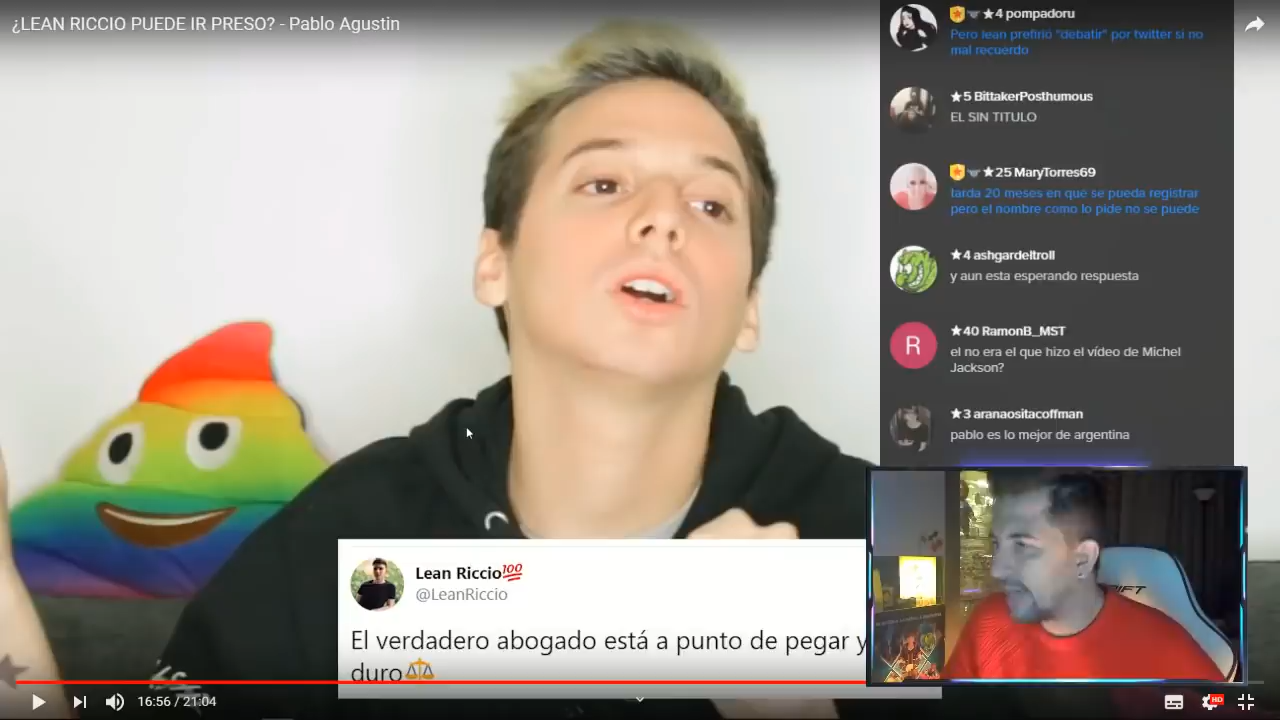 ¿LEAN RICCIO PUEDE IR PRESO? - Pablo Agustin
★4 pompadoru
Pero lean prefirio "debatir" por twitter si no
mal recuerdo
★5 BittakerPosthumous
EL SIN TITULO
★25 MaryTorres69
tarda 20 meses en que se pueda registrar
pero el nombre como lo pide no se puede
★4 ashgardeltroll
y aun esta esperando respuesta
R
★40 RamonB_MST
el no era el que hizo el vídeo de Michel
Jackson?
★3 aranaositacoffman
pablo es lo mejor de argentina
Lean Riccio💯
@LeanRiccio
El verdadero abogado está a punto de pegar y
duro⚖️
16:56 / 21:04
HD